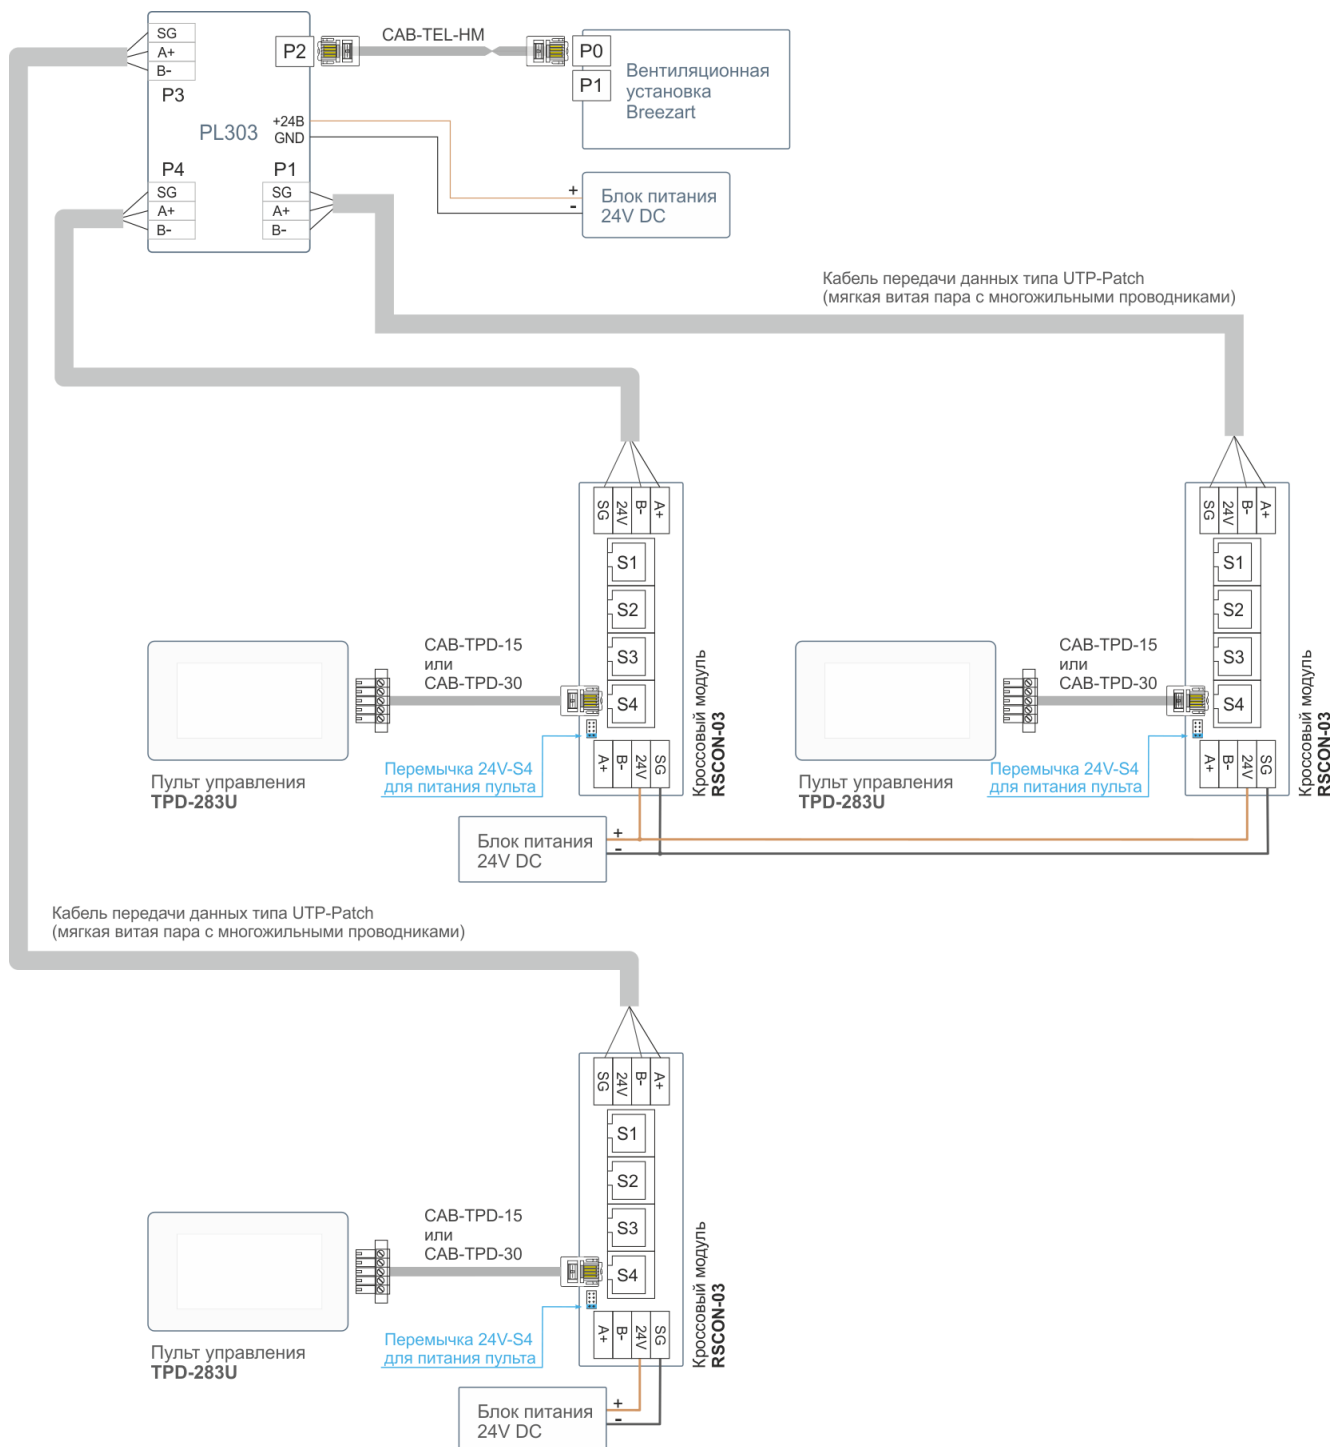 SG
A+
B-
P3
P2
CAB-TEL-HM
P0
P1
Вентиляционная
установка
Breezart
PL303
+24В
GND
P4
SG
A+
B-
P1
SG
A+
B-
+
-
Блок питания
24V DC
Кабель передачи данных типа UTP-Patch
(мягкая витая пара с многожильными проводниками)
SG
24V
B-
A+
S1
S2
S3
S4
A+
B-
24V
SG
Кроссовый модуль
RSCON-03
CAB-TPD-15
или
CAB-TPD-30
Перемычка 24V-S4
для питания пульта
Пульт управления
TPD-283U
SG
24V
B-
A+
S1
S2
S3
S4
A+
B-
24V
SG
Кроссовый модуль
RSCON-03
CAB-TPD-15
или
CAB-TPD-30
Перемычка 24V-S4
для питания пульта
Пульт управления
TPD-283U
Блок питания
24V DC
+
-
Кабель передачи данных типа UTP-Patch
(мягкая витая пара с многожильными проводниками)
SG
24V
B-
A+
S1
S2
S3
S4
A+
B-
24V
SG
Кроссовый модуль
RSCON-03
CAB-TPD-15
или
CAB-TPD-30
Перемычка 24V-S4
для питания пульта
Пульт управления
TPD-283U
Блок питания
24V DC
+
-